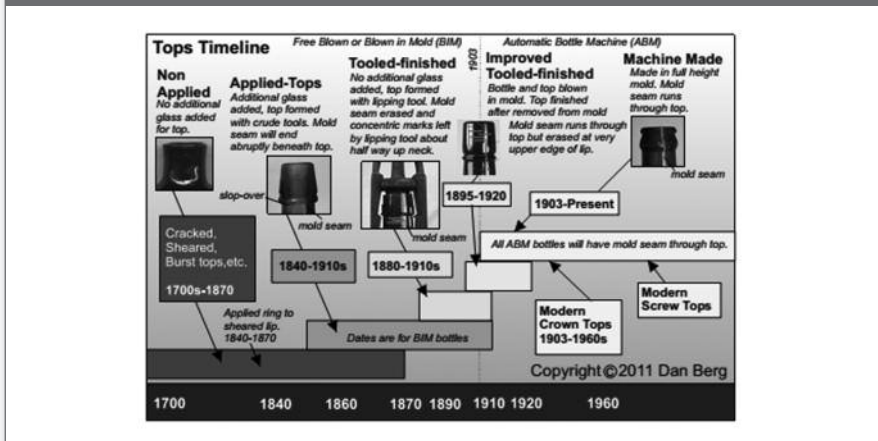 Tops Timeline
Free Blown or Blown in Mold (BIM)
1903
Automatic Bottle Machine (ABM)
Non
Applied
No additional
glass added
for top.
Applied-Tops
Additional glass
added, top formed
with crude tools. Mold
seam will end
abruptly beneath top.
Tooled-finished
No additional glass
added, top formed
with lipping tool. Mold
seam erased and
concentric marks left
by lipping tool about
half way up neck.
Improved
Tooled-finished
Bottle and top blown
in mold. Top finished
after removed from mold
Mold seam runs through
top but erased at very
upper edge of lip.
Machine Made
Made in full height
mold. Mold
seam runs
through top.
slop-over
mold seam
mold seam
mold seam
Cracked,
Sheared,
Burst tops,etc.
1700s-1870
1840-1910s
1880-1910s
1895-1920
1903-Present
All ABM bottles will have mold seam through top.
Applied ring to
sheared lip.
1840-1870
Dates are for BIM bottles
Modern
Crown Tops
1903-1960s
Modern
Screw Tops
Copyright©2011 Dan Berg
1700 1840 1860 1870 1890 1910 1920 1960